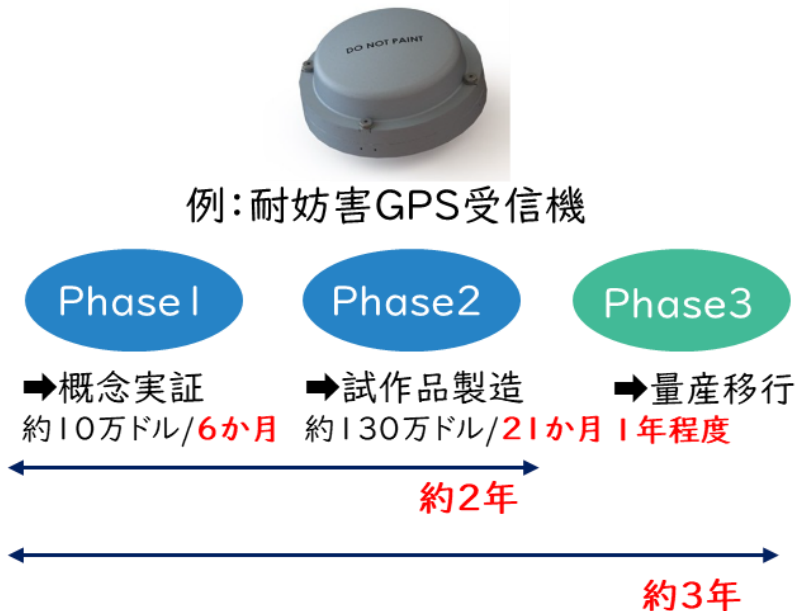 DO NOT PAINT
例：耐妨害GPS受信機
Phase1 Phase2 Phase3
➡概念実証 ➡試作品製造 ➡量産移行
約10万ドル/6か月 約130万ドル/21か月 1年程度
約2年
約3年